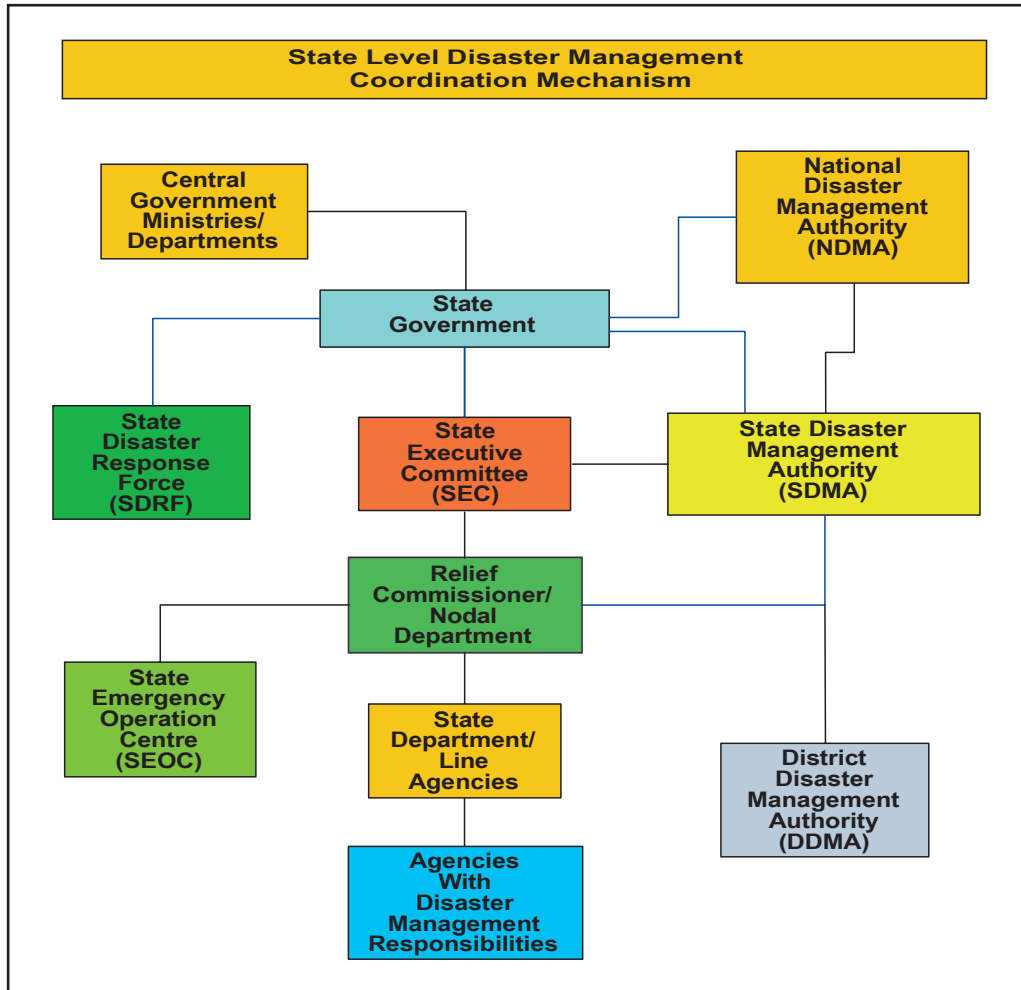 State Level Disaster Management
Coordination Mechanism
Central
Government
Ministries/
Departments
National
Disaster
Management
Authority
(NDMA)
State
Government
State
Disaster
Response
Force
(SDRF)
State
Executive
Committee
(SEC)
State Disaster
Management
Authority
(SDMA)
Relief
Commissioner/
Nodal
Department
State
Emergency
Operation
Centre
(SEOC)
State
Department/
Line
Agencies
District
Disaster
Management
Authority
(DDMA)
Agencies
With
Disaster
Management
Responsibilities